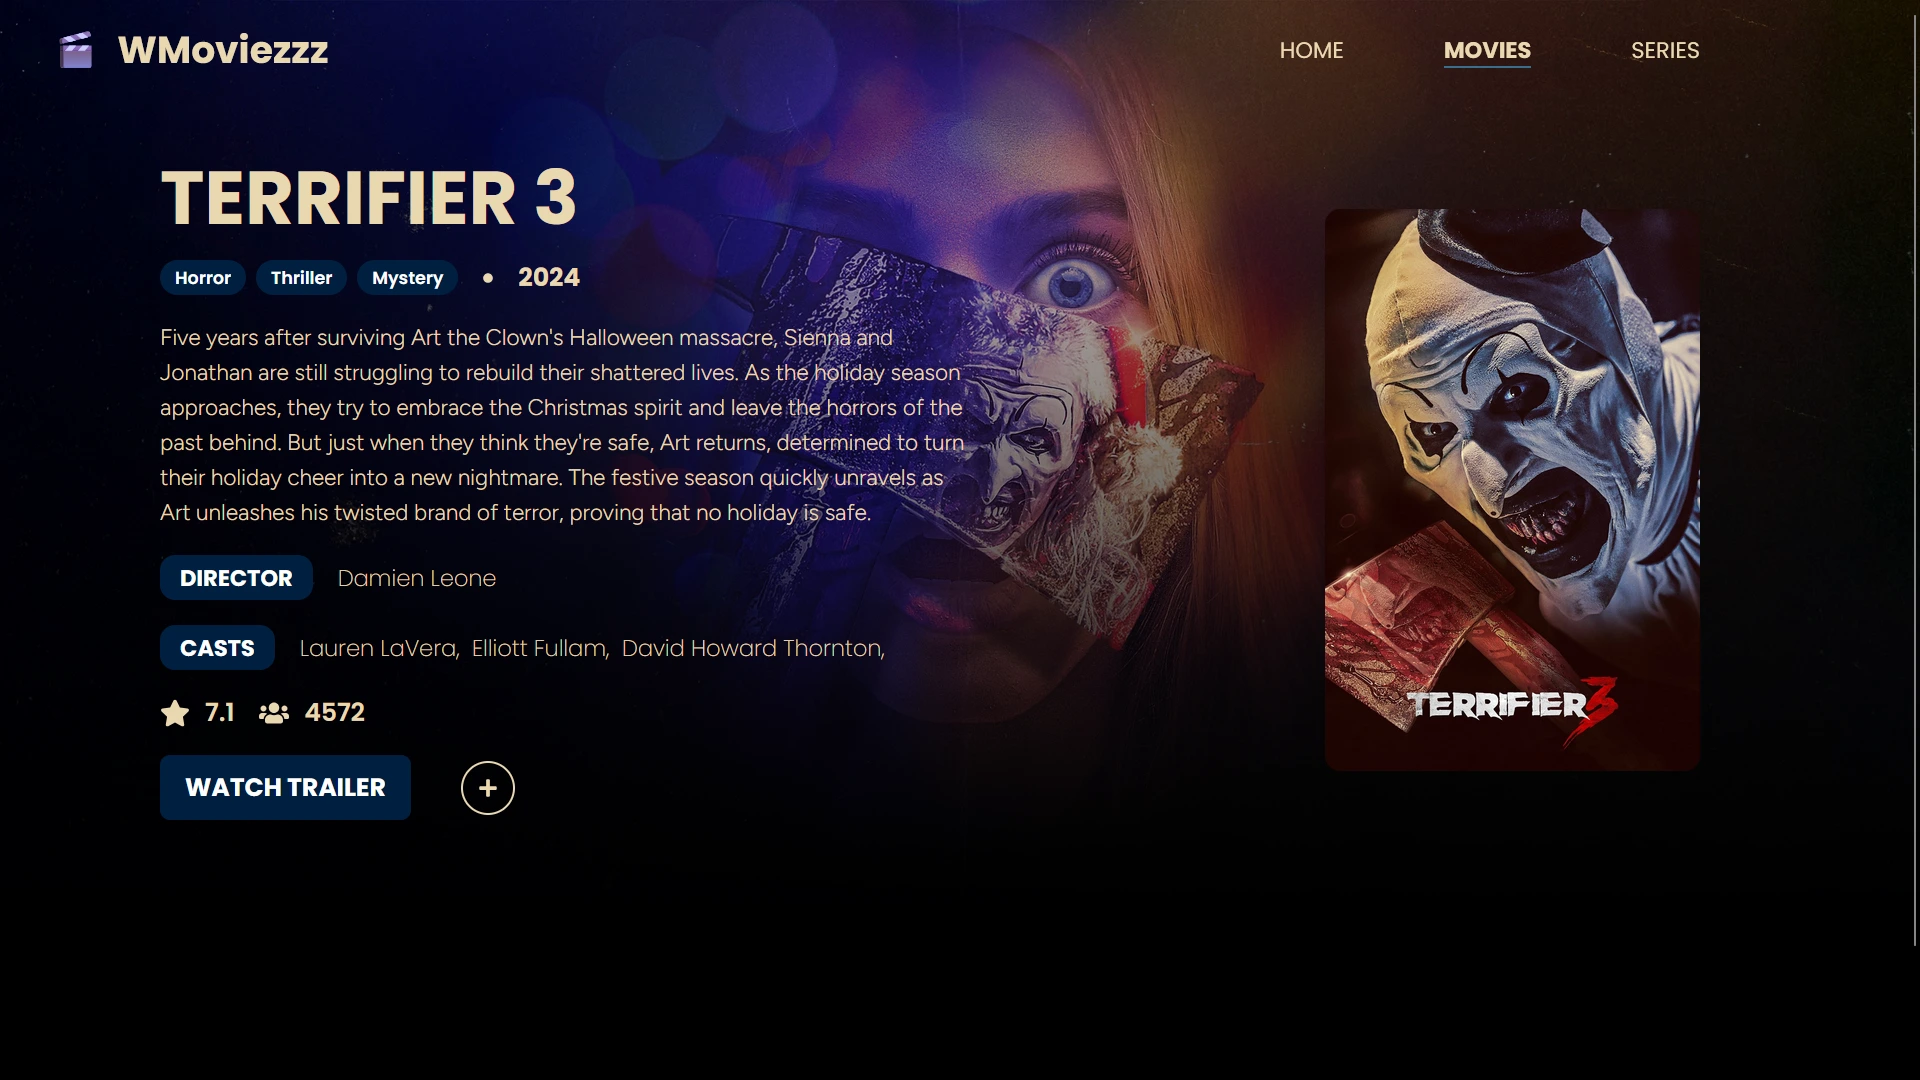 WMoviezzz
HOME MOVIES SERIES
TERRIFIER 3
Horror Thriller Mystery • 2024
Five years after surviving Art the Clown's Halloween massacre, Sienna and
Jonathan are still struggling to rebuild their shattered lives. As the holiday season
approaches, they try to embrace the Christmas spirit and leave the horrors of the
past behind. But just when they think they're safe, Art returns, determined to turn
their holiday cheer into a new nightmare. The festive season quickly unravels as
Art unleashes his twisted brand of terror, proving that no holiday is safe.
DIRECTOR Damien Leone
CASTS Lauren LaVera, Elliott Fullam, David Howard Thornton,
7.1 4572
WATCH TRAILER +
TERRIFIER 3